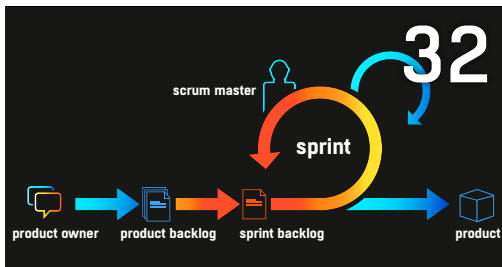 32
scrum master
sprint
product owner
product backlog
sprint backlog
product